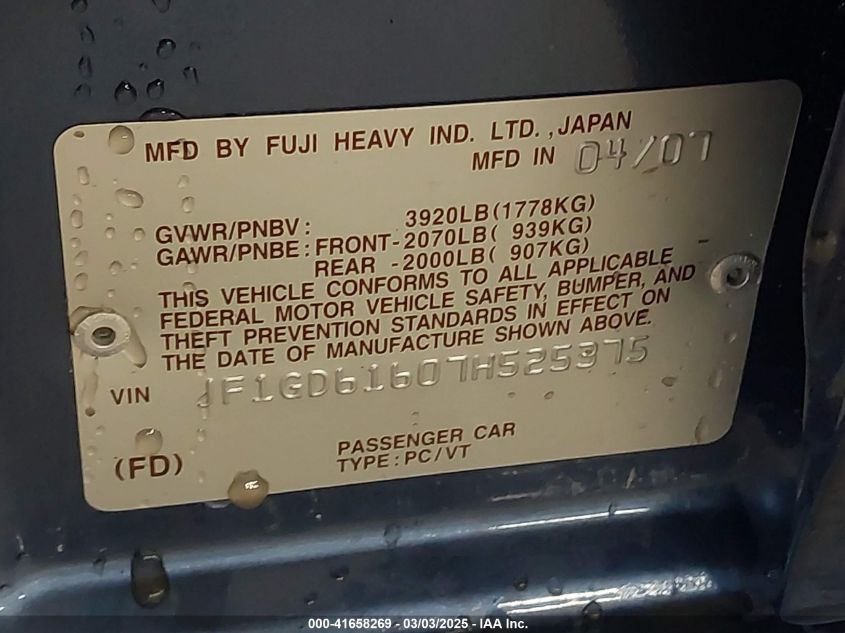 MFD BY FUJI HEAVY IND. LTD.,JAPAN
MFD IN 04/07
GVWR/PNBV: 3920LB(1778KG)
GAWR/PNBE: FRONT-2070LB( 939KG)
REAR -2000LB( 907KG)
THIS VEHICLE CONFORMS TO ALL APPLICABLE
FEDERAL MOTOR VEHICLE SAFETY, BUMPER, AND
THEFT PREVENTION STANDARDS IN EFFECT ON
THE DATE OF MANUFACTURE SHOWN ABOVE.
VIN JF1GD61607H525375
(FD)
PASSENGER CAR
TYPE:PC/VT
000-41658269 - 03/03/2025 - IAA Inc.